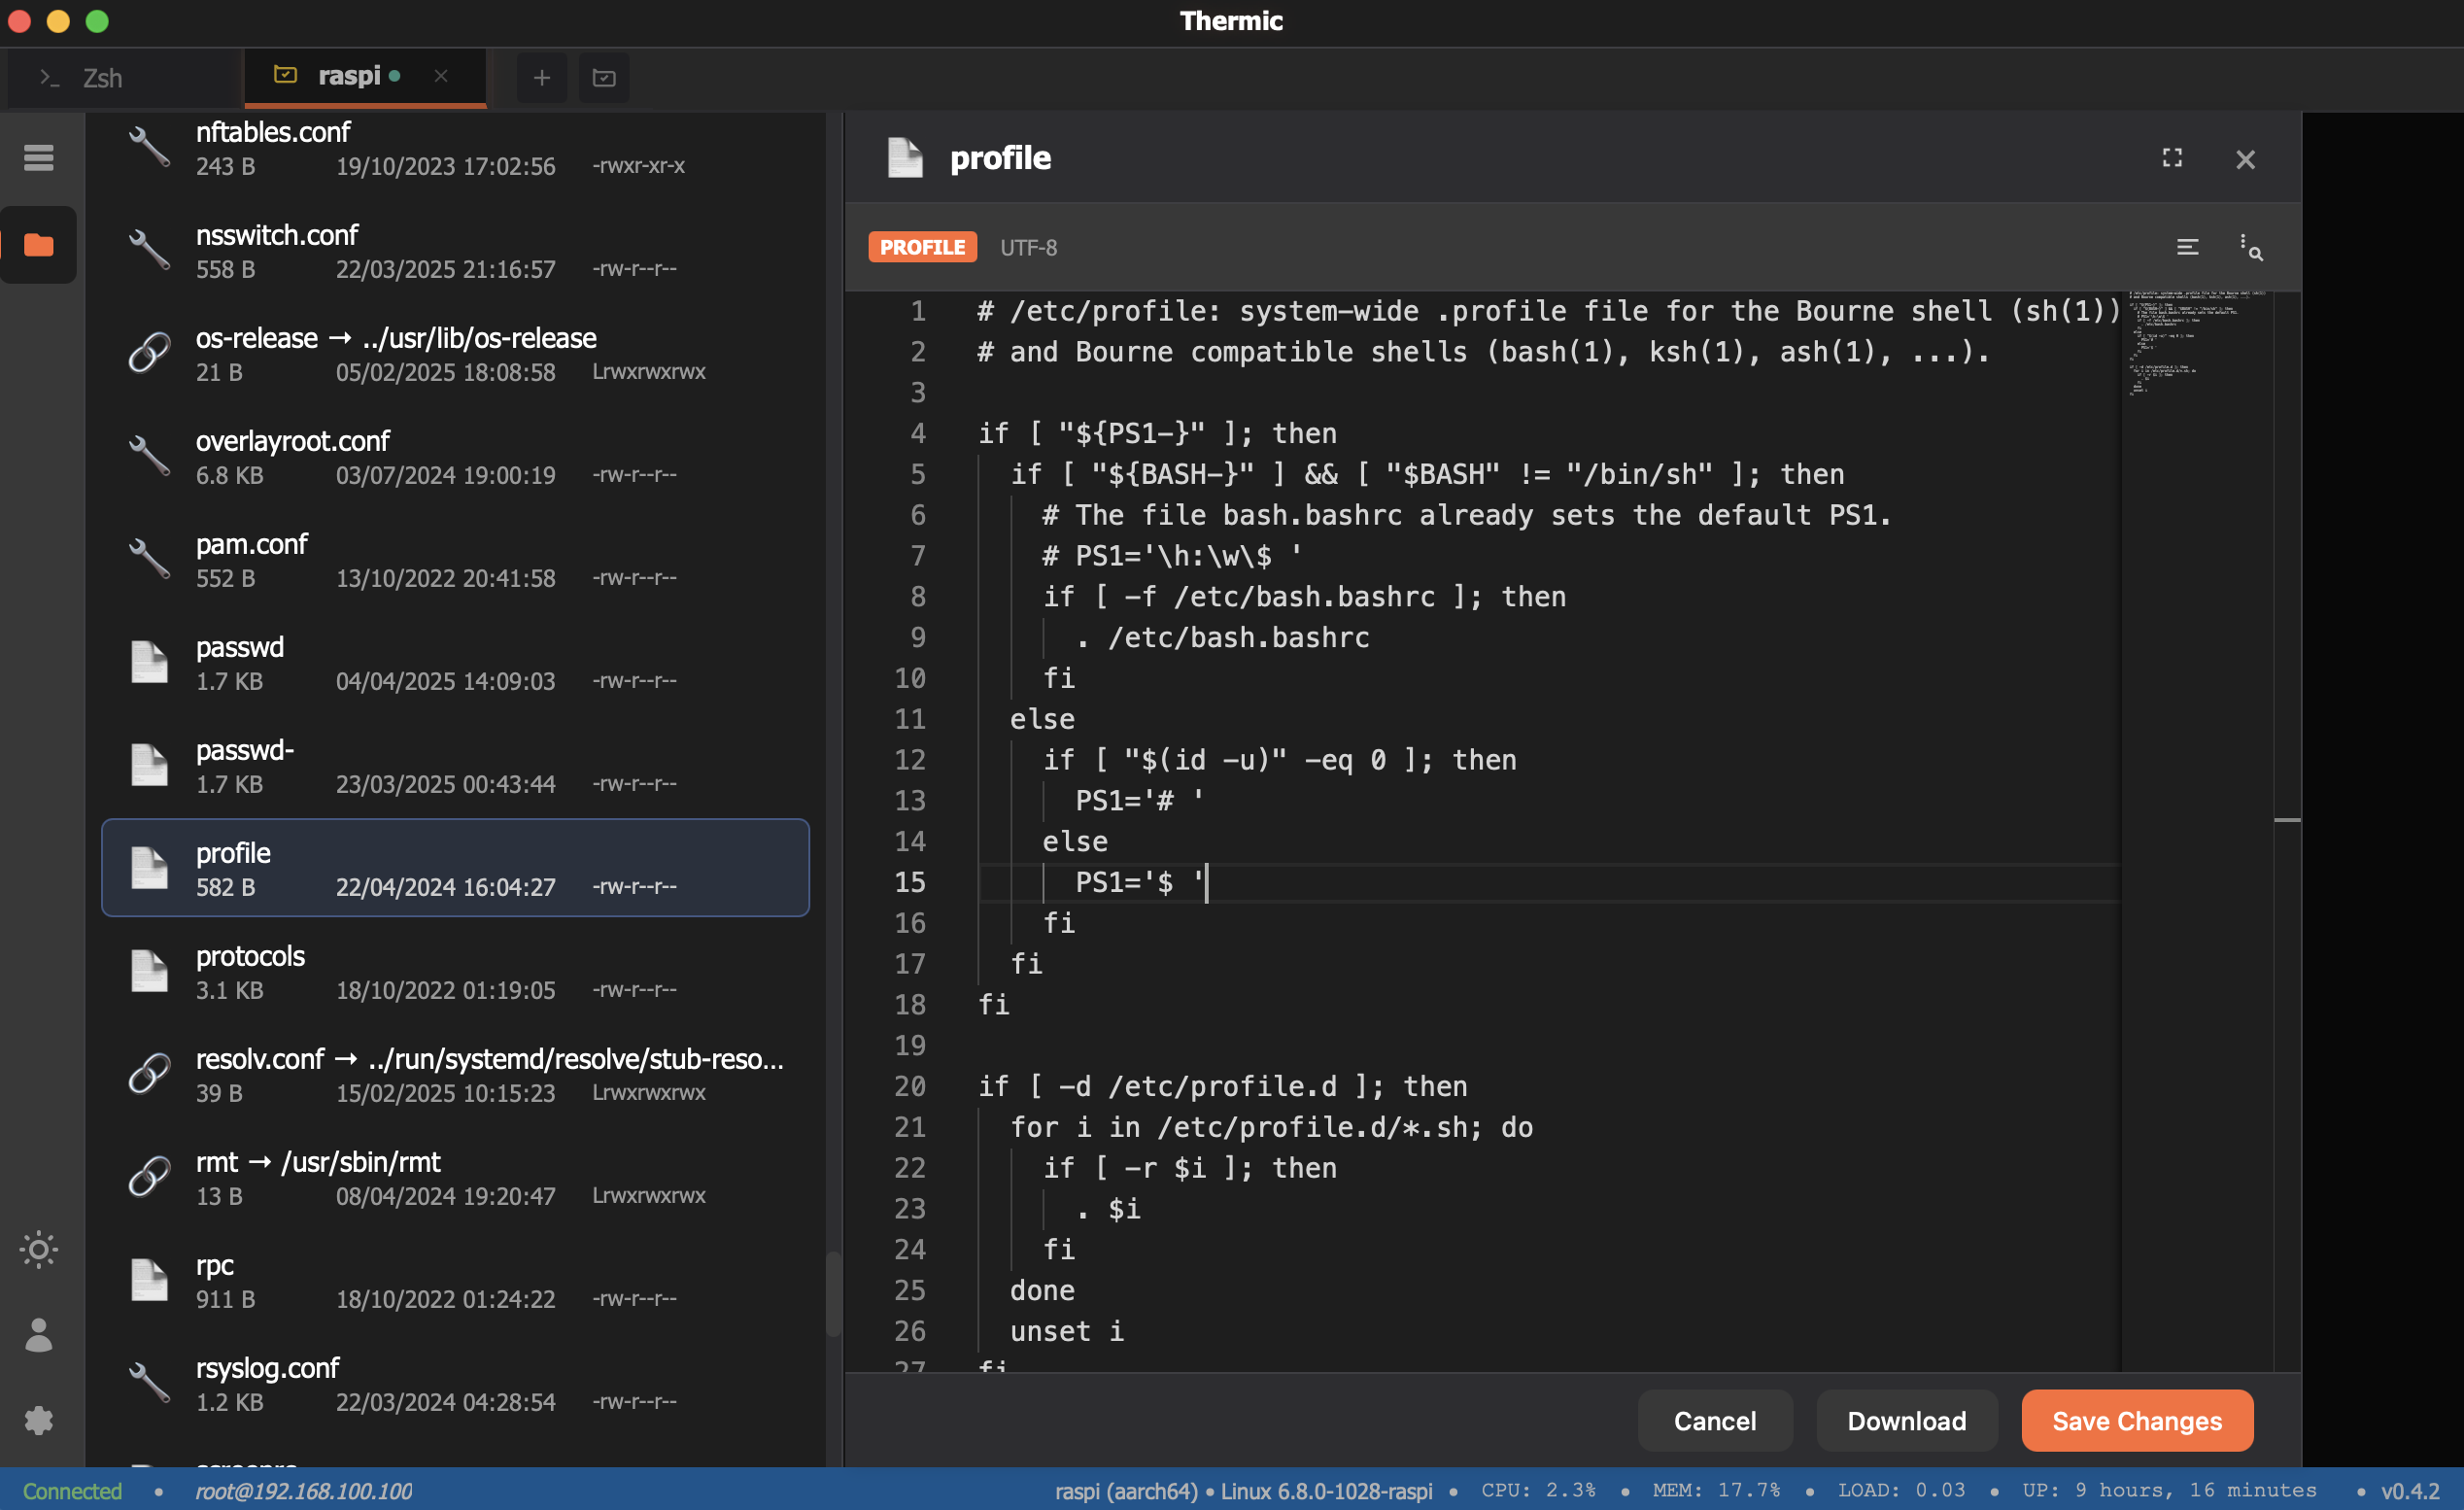 Thermic
>_ Zsh
raspi
nftables.conf
243 B 19/10/2023 17:02:56 -rwxr-xr-x
nsswitch.conf
558 B 22/03/2025 21:16:57 -rw-r--r--
os-release → ../usr/lib/os-release
21 B 05/02/2025 18:08:58 Lrwxrwxrwx
overlayroot.conf
6.8 KB 03/07/2024 19:00:19 -rw-r--r--
pam.conf
552 B 13/10/2022 20:41:58 -rw-r--r--
passwd
1.7 KB 04/04/2025 14:09:03 -rw-r--r--
passwd-
1.7 KB 23/03/2025 00:43:44 -rw-r--r--
profile
582 B 22/04/2024 16:04:27 -rw-r--r--
protocols
3.1 KB 18/10/2022 01:19:05 -rw-r--r--
resolv.conf → ../run/systemd/resolve/stub-reso...
39 B 15/02/2025 10:15:23 Lrwxrwxrwx
rmt → /usr/sbin/rmt
13 B 08/04/2024 19:20:47 Lrwxrwxrwx
rpc
911 B 18/10/2022 01:24:22 -rw-r--r--
rsyslog.conf
1.2 KB 22/03/2024 04:28:54 -rw-r--r--
profile
PROFILE UTF-8
1 # /etc/profile: system-wide .profile file for the Bourne shell (sh(1))
2 # and Bourne compatible shells (bash(1), ksh(1), ash(1), ...).
3
4 if [ "${PS1-}" ]; then
5 if [ "${BASH-}" ] && [ "$BASH" != "/bin/sh" ]; then
6 # The file bash.bashrc already sets the default PS1.
7 # PS1='\h:\w\$ '
8 if [ -f /etc/bash.bashrc ]; then
9 . /etc/bash.bashrc
10 fi
11 else
12 if [ "$(id -u)" -eq 0 ]; then
13 PS1='# '
14 else
15 PS1='$ '
16 fi
17 fi
18 fi
19
20 if [ -d /etc/profile.d ]; then
21 for i in /etc/profile.d/*.sh; do
22 if [ -r $i ]; then
23 . $i
24 fi
25 done
26 unset i
27 fi
Cancel Download Save Changes
Connected • root@192.168.100.100 raspi (aarch64) • Linux 6.8.0-1028-raspi • CPU: 2.3% • MEM: 17.7% • LOAD: 0.03 • UP: 9 hours, 16 minutes • v0.4.2